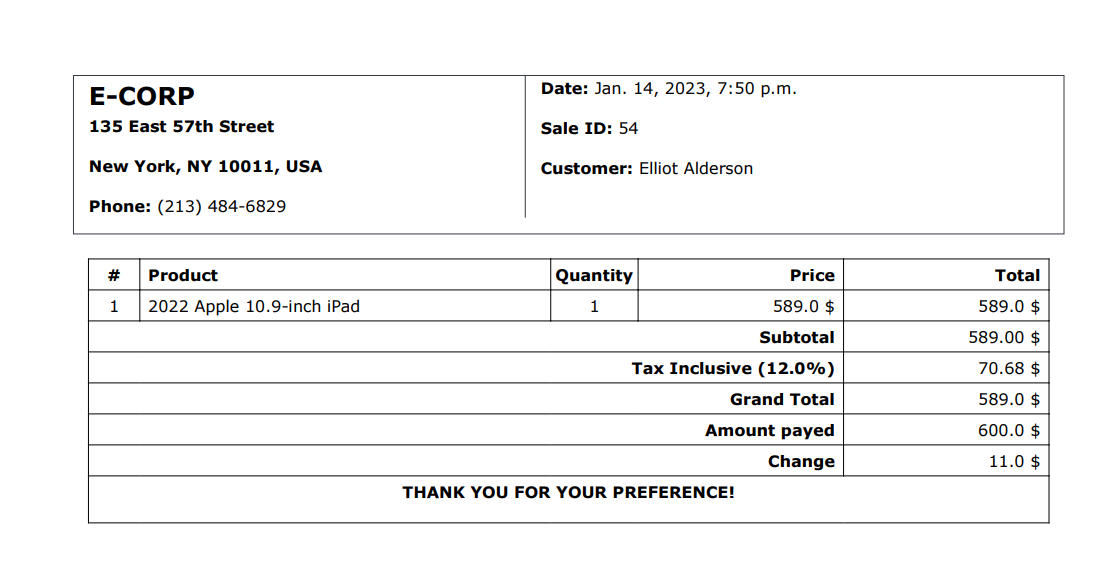 E-CORP
135 East 57th Street
New York, NY 10011, USA
Phone: (213) 484-6829
Date: Jan. 14, 2023, 7:50 p.m.
Sale ID: 54
Customer: Elliot Alderson
# Product Quantity Price Total
1 2022 Apple 10.9-inch iPad 1 589.0 $ 589.0 $
Subtotal 589.00 $
Tax Inclusive (12.0%) 70.68 $
Grand Total 589.0 $
Amount payed 600.0 $
Change 11.0 $
THANK YOU FOR YOUR PREFERENCE!